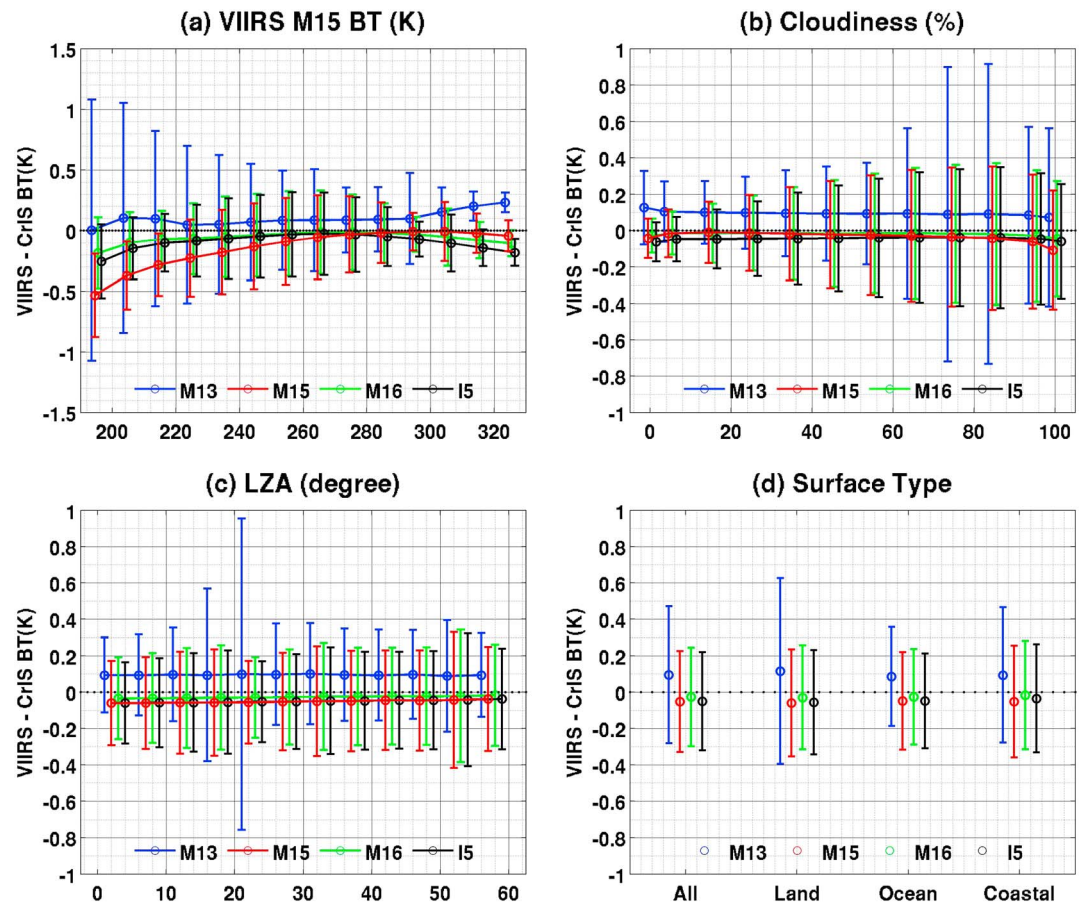 (a) VIIRS M15 BT (K)
VIIRS - CrIS BT(K)
1.5
1
0.5
0
-0.5
-1
-1.5
M13 M15 M16 I5
200 220 240 260 280 300 320
(b) Cloudiness (%)
VIIRS - CrIS BT(K)
1
0.8
0.6
0.4
0.2
0
-0.2
-0.4
-0.6
-0.8
-1
M13 M15 M16 I5
0 20 40 60 80 100
(c) LZA (degree)
VIIRS - CrIS BT(K)
1
0.8
0.6
0.4
0.2
0
-0.2
-0.4
-0.6
-0.8
-1
M13 M15 M16 I5
0 10 20 30 40 50 60
(d) Surface Type
VIIRS - CrIS BT(K)
1
0.8
0.6
0.4
0.2
0
-0.2
-0.4
-0.6
-0.8
-1
M13 M15 M16 I5
All Land Ocean Coastal